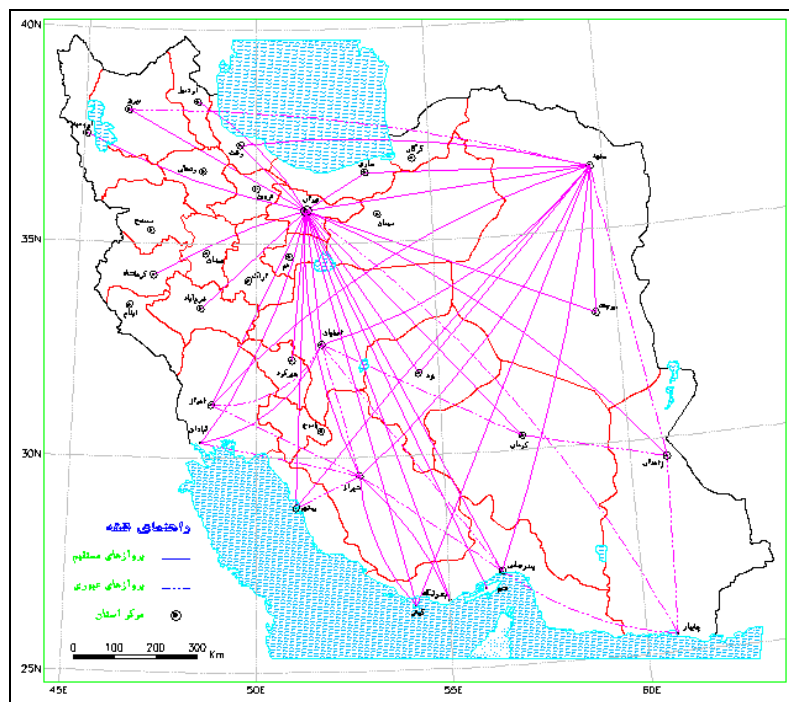 40N
اردبیل
تبریز
ارومیه
رشت
گرگان
ساری
مشهد
زنجان
قزوین
تهران
سمنان
سنندج
35N
همدان
قم
کرمانشاه
اراک
خرم‌آباد
ایلام
بیرجند
اصفهان
شهرکرد
یزد
اهواز
آبادان
یاسوج
کرمان
30N
زاهدان
شیراز
بوشهر
راهنمای نقشه
پروازهای مستقیم
پروازهای عبوری
مرکز استان
بندرعباس
قشم
بندرلنگه
کیش
چابهار
0 100 200 300 Km
25N
45E 50E 55E 60E